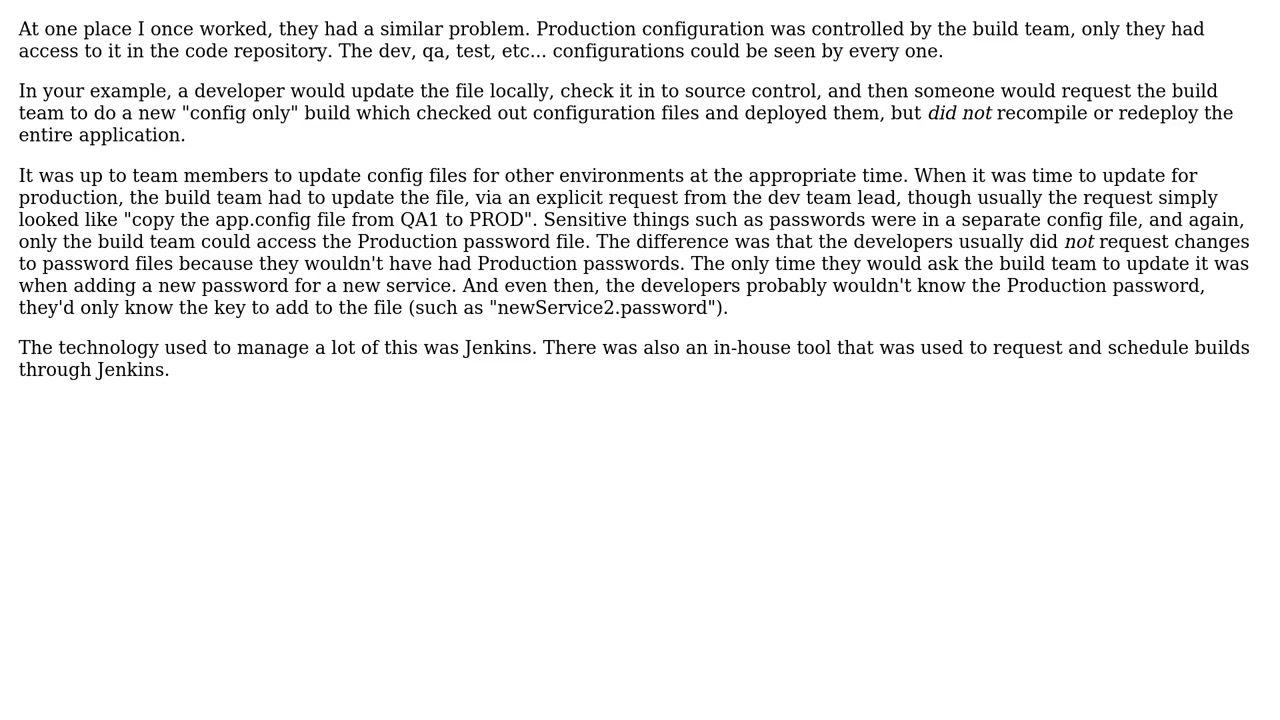 At one place I once worked, they had a similar problem. Production configuration was controlled by the build team, only they had
access to it in the code repository. The dev, qa, test, etc... configurations could be seen by every one.
In your example, a developer would update the file locally, check it in to source control, and then someone would request the build
team to do a new "config only" build which checked out configuration files and deployed them, but did not recompile or redeploy the
entire application.
It was up to team members to update config files for other environments at the appropriate time. When it was time to update for
production, the build team had to update the file, via an explicit request from the dev team lead, though usually the request simply
looked like "copy the app.config file from QA1 to PROD". Sensitive things such as passwords were in a separate config file, and again,
only the build team could access the Production password file. The difference was that the developers usually did not request changes
to password files because they wouldn't have had Production passwords. The only time they would ask the build team to update it was
when adding a new password for a new service. And even then, the developers probably wouldn't know the Production password,
they'd only know the key to add to the file (such as "newService2.password").
The technology used to manage a lot of this was Jenkins. There was also an in-house tool that was used to request and schedule builds
through Jenkins.